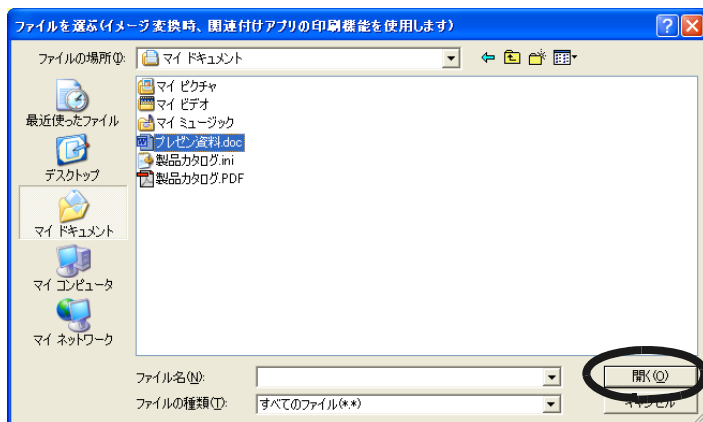 ファイルを選ぶ(イメージ変換時、関連付けアプリの印刷機能を使用します)
ファイルの場所(I):
マイ ドキュメント
最近使ったファイル
デスクトップ
マイ ドキュメント
マイ コンピュータ
マイ ネットワーク
マイ ピクチャ
マイ ビデオ
マイ ミュージック
プレゼン資料.doc
製品カタログ.ini
製品カタログ.PDF
ファイル名(N):
開く(O)
ファイルの種類(T):
すべてのファイル(*.*)
キャンセル